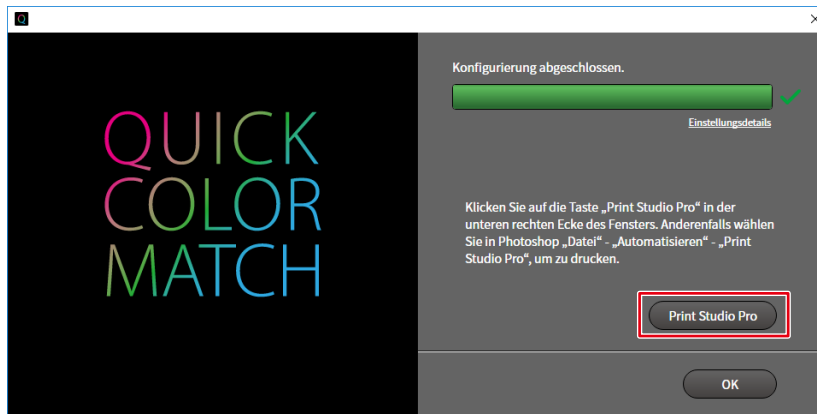 Q
QUICK
COLOR
MATCH
Konfigurierung abgeschlossen.
Einstellungsdetails
Klicken Sie auf die Taste „Print Studio Pro“ in der
unteren rechten Ecke des Fensters. Anderenfalls wählen
Sie in Photoshop „Datei“ - „Automatisieren“ - „Print
Studio Pro“, um zu drucken.
Print Studio Pro
OK